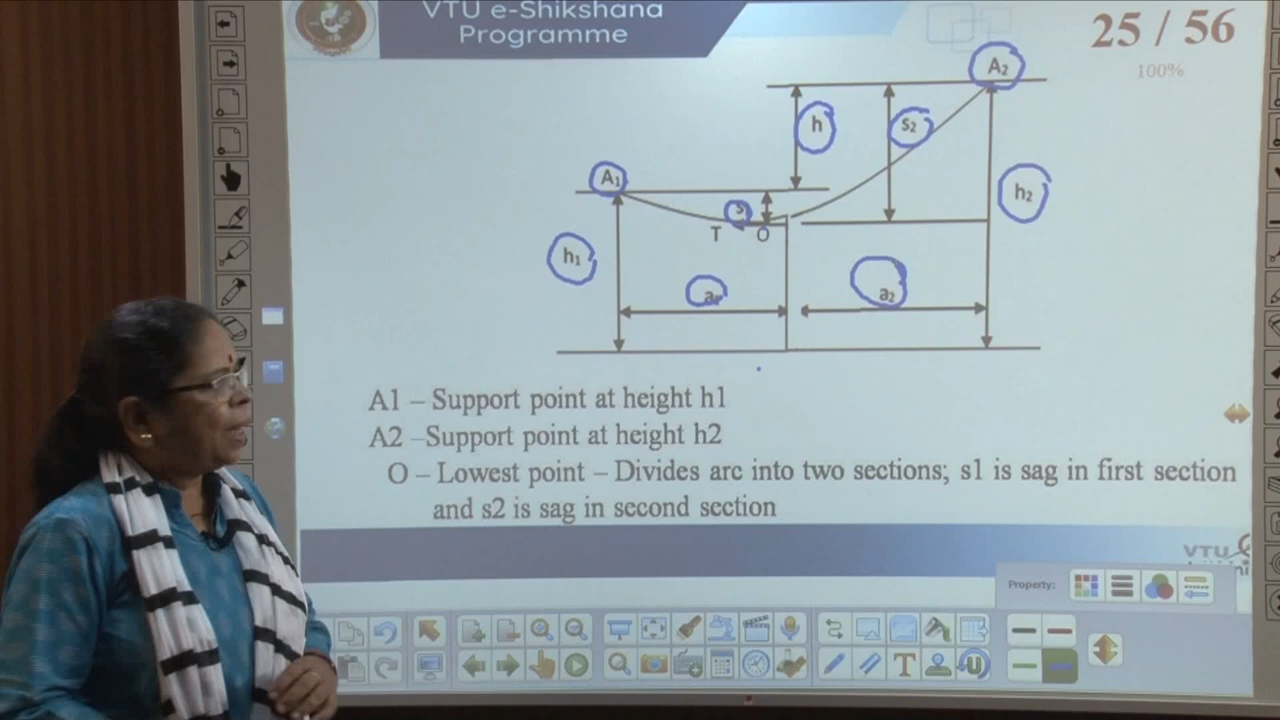 VTU e-Shikshana
Programme
25 / 56
100%
A₂
h
s₂
A₁
h₂
s
T
O
h₁
a₁
a₂
A1 – Support point at height h1
A2 –Support point at height h2
O – Lowest point – Divides arc into two sections; s1 is sag in first section
and s2 is sag in second section
VTU
Property: